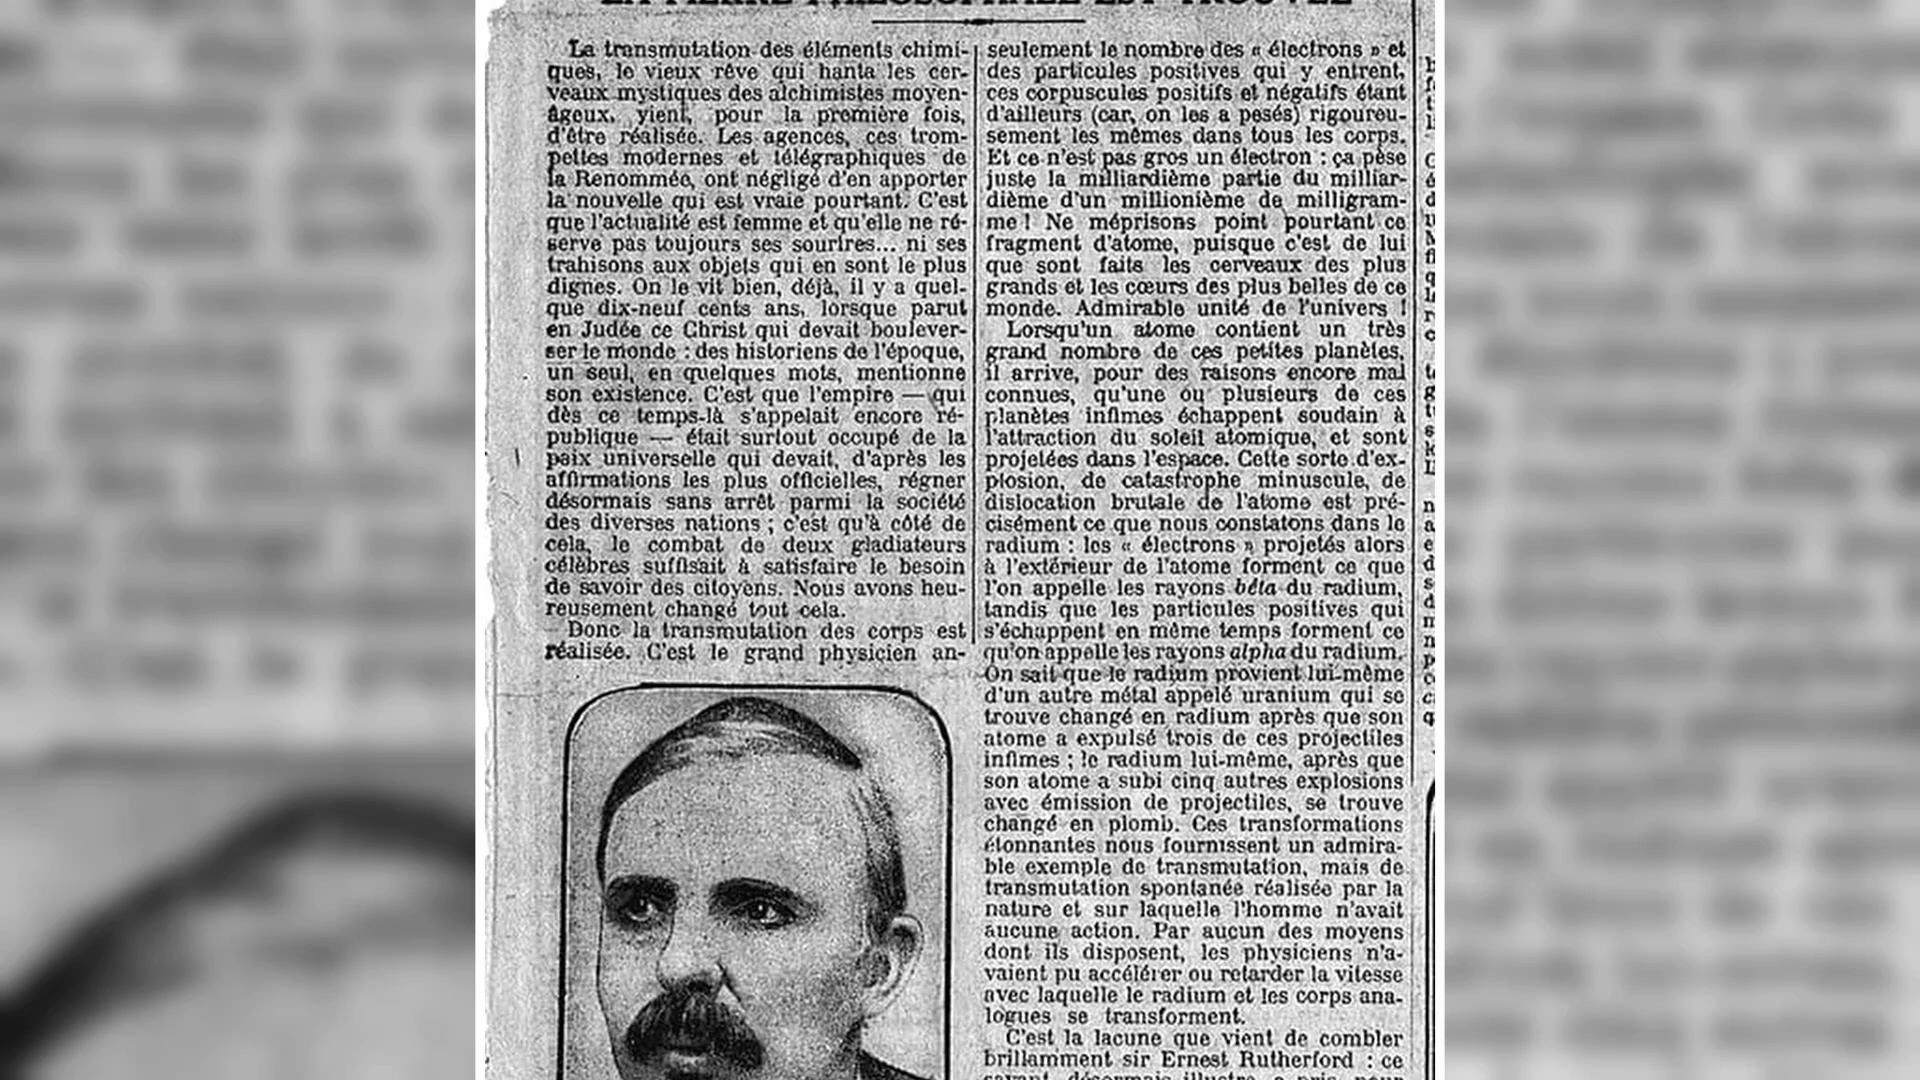 LA PIERRE PHILOSOPHALE EST TROUVÉE
La transmutation des éléments chimi-
ques, le vieux rêve qui hanta les cer-
veaux mystiques des alchimistes moyen-
âgeux, vient, pour la première fois,
d'être réalisée. Les agences, ces trom-
pettes modernes et télégraphiques de
la Renommée, ont négligé d'en apporter
la nouvelle qui est vraie pourtant. C'est
que l'actualité est femme et qu'elle ne ré-
serve pas toujours ses sourires... ni ses
trahisons aux objets qui en sont le plus
dignes. On le vit bien, déjà, il y a quel-
que dix-neuf cents ans, lorsque parut
en Judée ce Christ qui devait boulever-
ser le monde : des historiens de l'époque,
un seul, en quelques mots, mentionne
son existence. C'est que l'empire — qui
dès ce temps-là s'appelait encore ré-
publique — était surtout occupé de la
paix universelle qui devait, d'après les
affirmations les plus officielles, régner
désormais sans arrêt parmi la société
des diverses nations ; c'est qu'à côté de
cela, le combat de deux gladiateurs
célèbres suffisait à satisfaire le besoin
de savoir des citoyens. Nous avons heu-
reusement changé tout cela.
Donc la transmutation des corps est
réalisée. C'est le grand physicien an-
seulement le nombre des « électrons » et
des particules positives qui y entrent,
ces corpuscules positifs et négatifs étant
d'ailleurs (car, on les a pesés) rigoureu-
sement les mêmes dans tous les corps.
Et ce n'est pas gros un électron : ça pèse
juste la milliardième partie du milliar-
dième d'un millionième de milligram-
me ! Ne méprisons point pourtant ce
fragment d'atome, puisque c'est de lui
que sont faits les cerveaux des plus
grands et les cœurs des plus belles de ce
monde. Admirable unité de l'univers !
Lorsqu'un atome contient un très
grand nombre de ces petites planètes,
il arrive, pour des raisons encore mal
connues, qu'une ou plusieurs de ces
planètes infimes échappent soudain à
l'attraction du soleil atomique, et sont
projetées dans l'espace. Cette sorte d'ex-
plosion, de catastrophe minuscule, de
dislocation brutale de l'atome est pré-
cisément ce que nous constatons dans le
radium : les « électrons » projetés alors
à l'extérieur de l'atome forment ce que
l'on appelle les rayons béta du radium,
tandis que les particules positives qui
s'échappent en même temps forment ce
qu'on appelle les rayons alpha du radium.
On sait que le radium provient lui-même
d'un autre métal appelé uranium qui se
trouve changé en radium après que son
atome a expulsé trois de ces projectiles
infimes ; le radium lui-même, après que
son atome a subi cinq autres explosions
avec émission de projectiles, se trouve
changé en plomb. Ces transformations
étonnantes nous fournissent un admira-
ble exemple de transmutation, mais de
transmutation spontanée réalisée par la
nature et sur laquelle l'homme n'avait
aucune action. Par aucun des moyens
dont ils disposent, les physiciens n'a-
vaient pu accélérer ou retarder la vitesse
avec laquelle le radium et les corps ana-
logues se transforment.
C'est la lacune que vient de combler
brillamment sir Ernest Rutherford : ce
savant, désormais illustre, a pris pour